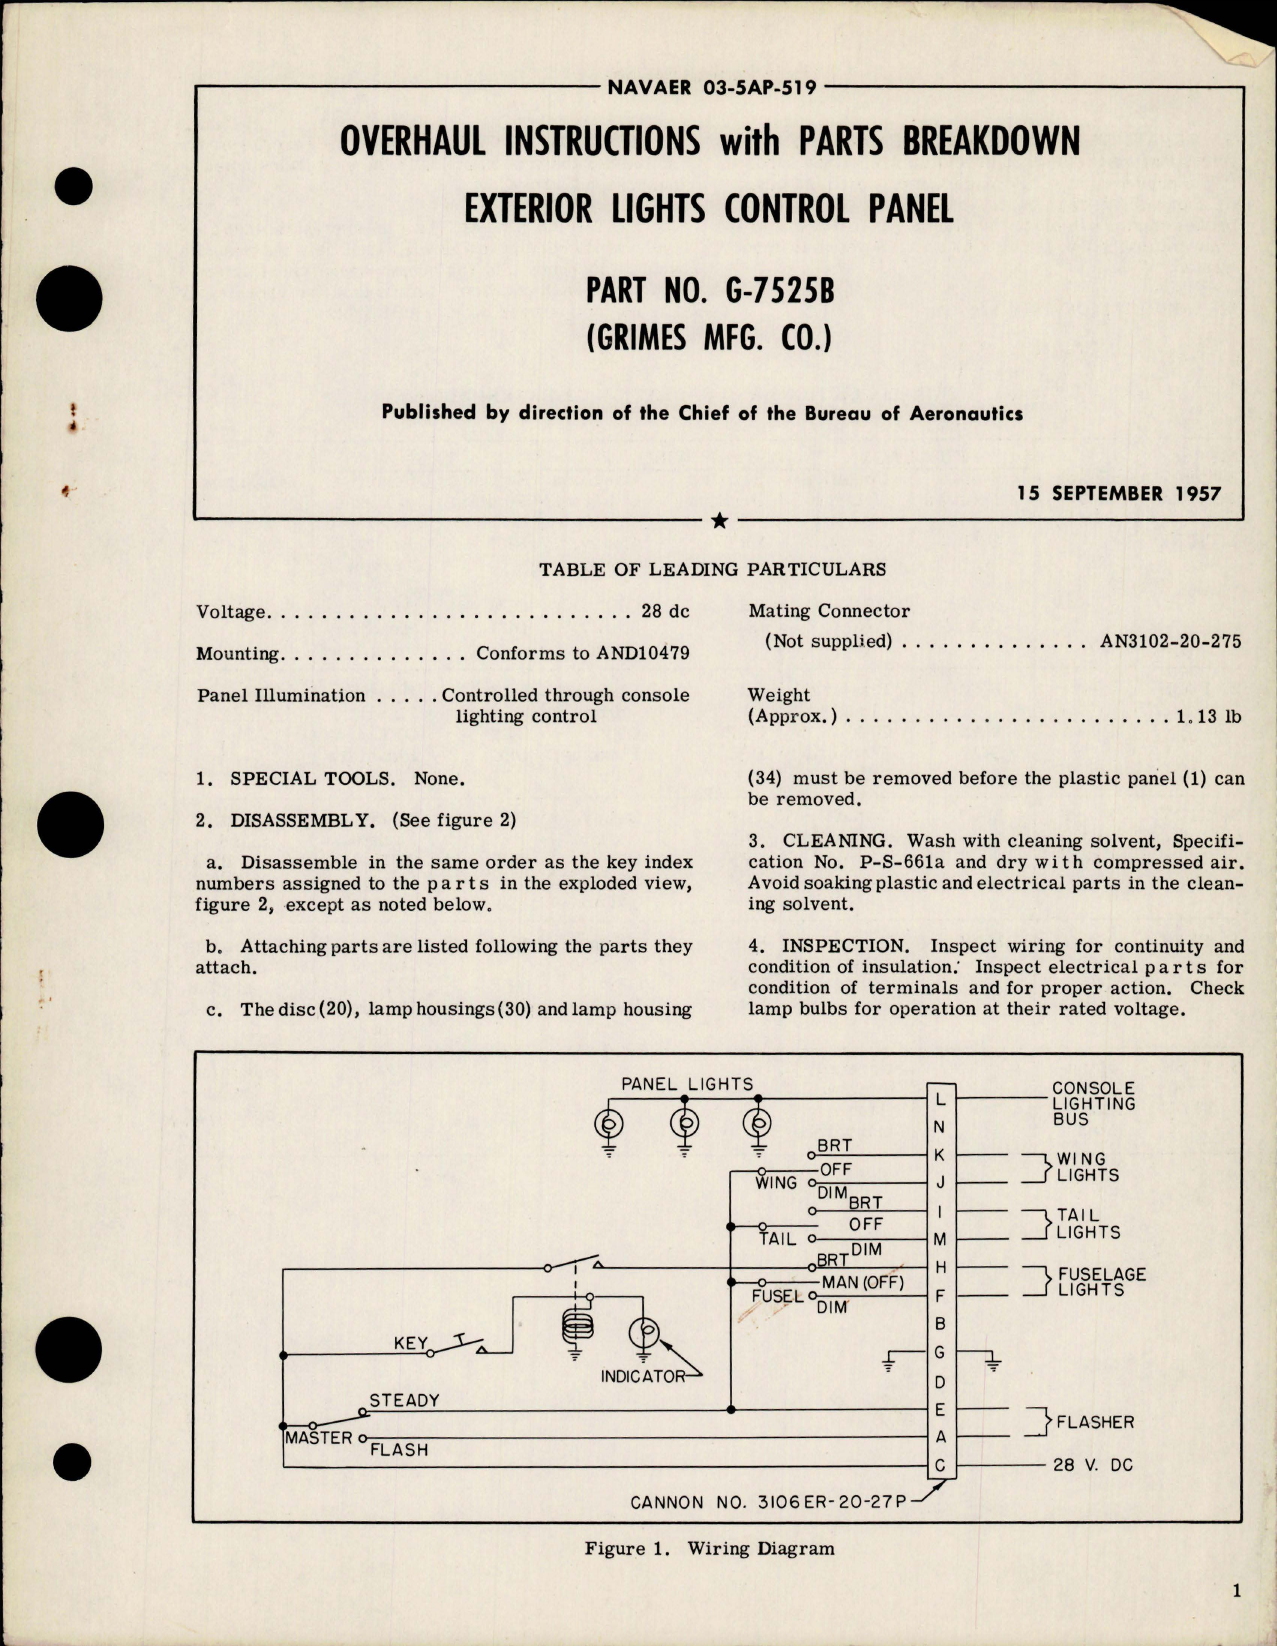 NAVAER 03-5AP-519
OVERHAUL INSTRUCTIONS with PARTS BREAKDOWN
EXTERIOR LIGHTS CONTROL PANEL
PART NO. G-7525B
(GRIMES MFG. CO.)
Published by direction of the Chief of the Bureau of Aeronautics
15 SEPTEMBER 1957
TABLE OF LEADING PARTICULARS
Voltage. . . . . . . . . . . . . . . . . . . . . . . . . . . 28 dc
Mounting. . . . . . . . . . . . . . Conforms to AND10479
Panel Illumination . . . . . Controlled through console
lighting control
Mating Connector
(Not supplied) . . . . . . . . . . . . . . AN3102-20-275
Weight
(Approx.) . . . . . . . . . . . . . . . . . . . . . . . . 1.13 lb
1. SPECIAL TOOLS. None.
2. DISASSEMBLY. (See figure 2)
a. Disassemble in the same order as the key index
numbers assigned to the parts in the exploded view,
figure 2, except as noted below.
b. Attaching parts are listed following the parts they
attach.
c. The disc (20), lamp housings (30) and lamp housing
(34) must be removed before the plastic panel (1) can
be removed.
3. CLEANING. Wash with cleaning solvent, Specifi-
cation No. P-S-661a and dry with compressed air.
Avoid soaking plastic and electrical parts in the clean-
ing solvent.
4. INSPECTION. Inspect wiring for continuity and
condition of insulation. Inspect electrical parts for
condition of terminals and for proper action. Check
lamp bulbs for operation at their rated voltage.
PANEL LIGHTS
L
CONSOLE
LIGHTING
BUS
N
BRT
K
WING
OFF
WING
LIGHTS
DIM
J
BRT
I
TAIL
OFF
TAIL
LIGHTS
DIM
M
BRT
H
FUSEL
MAN (OFF)
FUSELAGE
LIGHTS
DIM
F
B
KEY
INDICATOR
G
D
STEADY
E
MASTER
FLASH
A
FLASHER
C
28 V. DC
CANNON NO. 3106ER-20-27P
Figure 1. Wiring Diagram
1